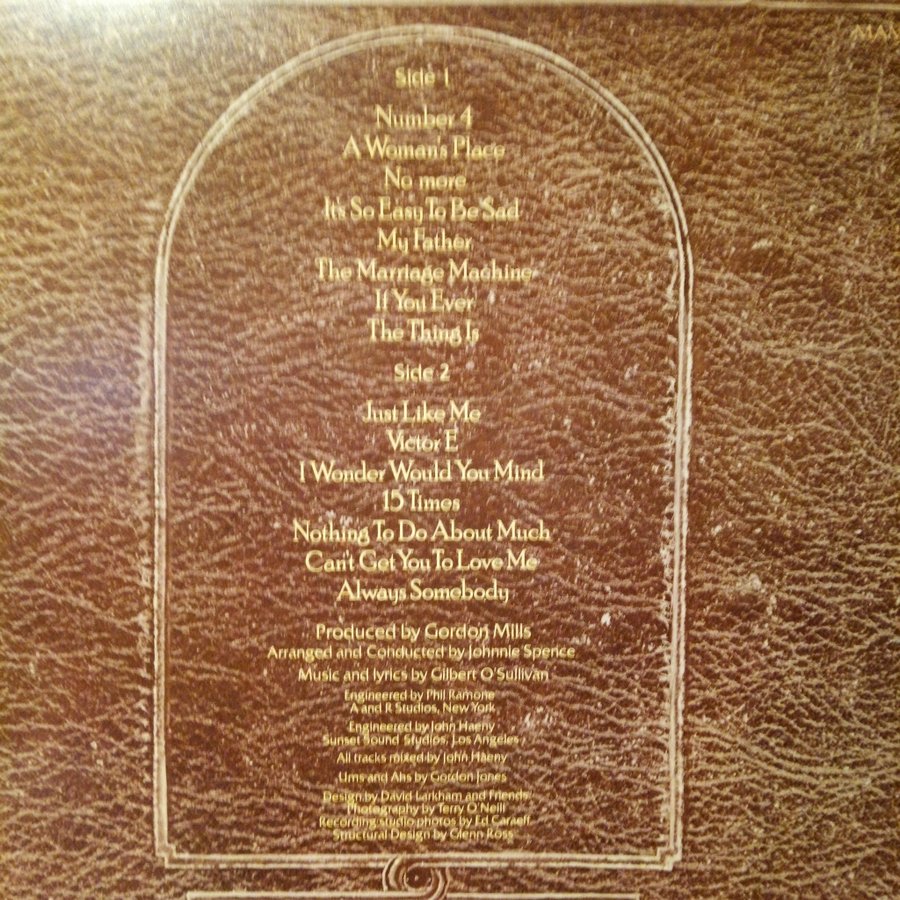 MAM
Side 1
Number 4
A Woman's Place
No more
It's So Easy To Be Sad
My Father
The Marriage Machine
If You Ever
The Thing Is
Side 2
Just Like Me
Victor E
I Wonder Would You Mind
15 Times
Nothing To Do About Much
Can't Get You To Love Me
Always Somebody
Produced by Gordon Mills
Arranged and Conducted by Johnnie Spence
Music and lyrics by Gilbert O'Sullivan
Engineered by Phil Ramone
A and R Studios, New York
Engineered by John Haeny
Sunset Sound Studios, Los Angeles
All tracks mixed by John Haeny
Ums and Ahs by Gordon Jones
Design by David Larkham and Friends
Photography by Terry O'Neill
Recording studio photos by Ed Caraeff
Structural Design by Glenn Ross